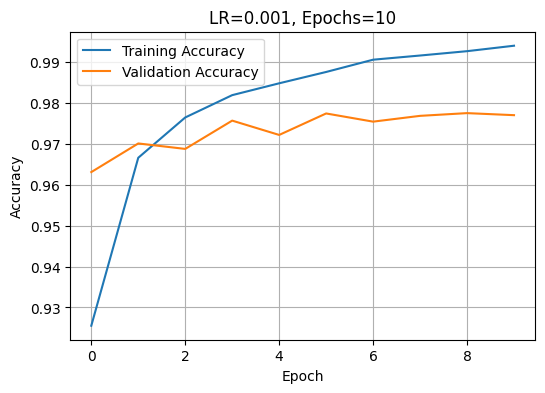 LR=0.001, Epochs=10
Training Accuracy
Validation Accuracy
Accuracy
0.99
0.98
0.97
0.96
0.95
0.94
0.93
0 2 4 6 8
Epoch